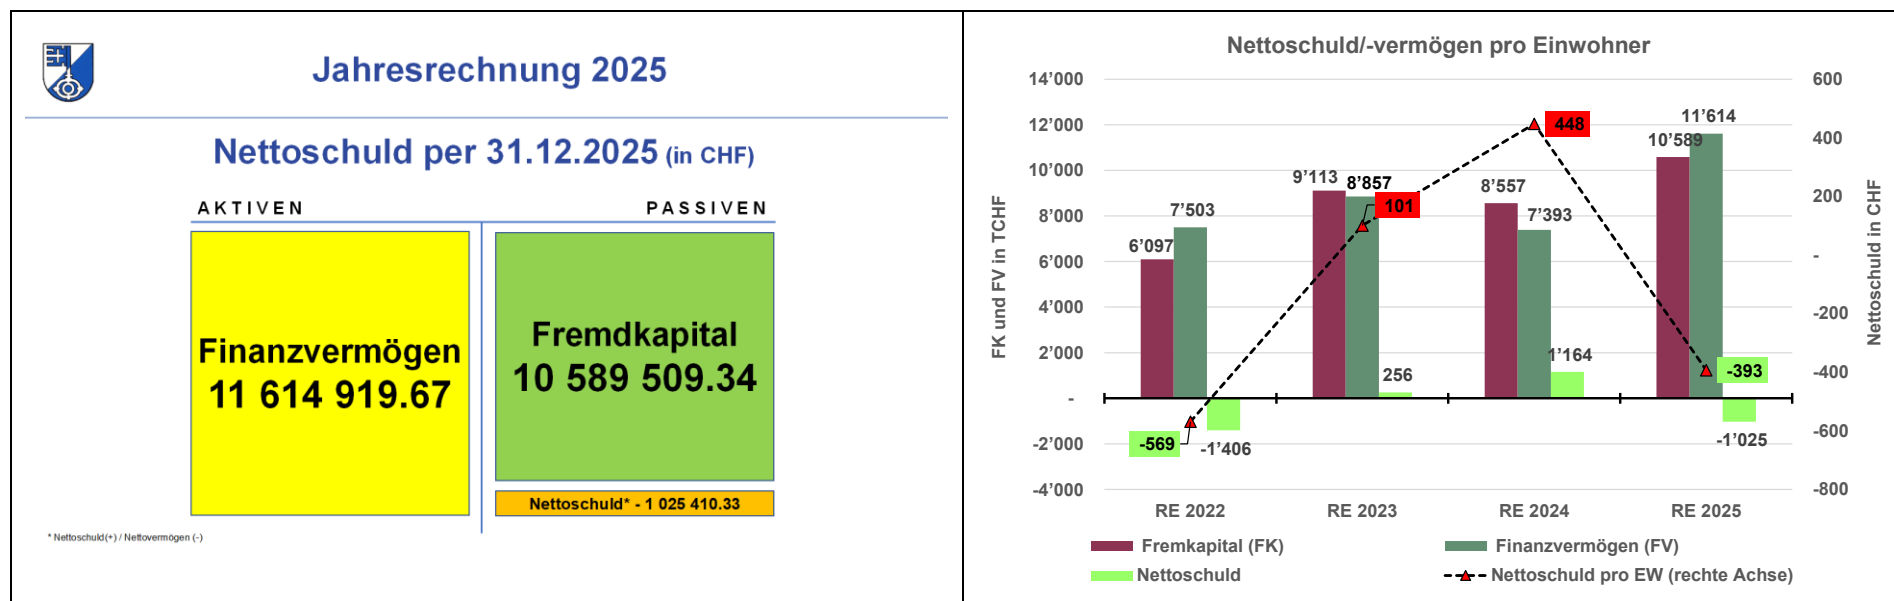 Jahresrechnung 2025
Nettoschuld per 31.12.2025 (in CHF)
AKTIVEN
PASSIVEN
Finanzvermögen
11 614 919.67
Fremdkapital
10 589 509.34
Nettoschuld* - 1 025 410.33
* Nettoschuld(+) / Nettovermögen (-)
Nettoschuld/-vermögen pro Einwohner
FK und FV in TCHF
14’000
12’000
10’000
8’000
6’000
4’000
2’000
-
-2’000
-4’000
6’097
7’503
-569
-1’406
9’113
8’857
101
256
8’557
7’393
448
1’164
10’589
11’614
-393
-1’025
600
400
200
-
-200
-400
-600
-800
Nettoschuld in CHF
RE 2022
RE 2023
RE 2024
RE 2025
Fremkapital (FK)
Finanzvermögen (FV)
Nettoschuld
Nettoschuld pro EW (rechte Achse)